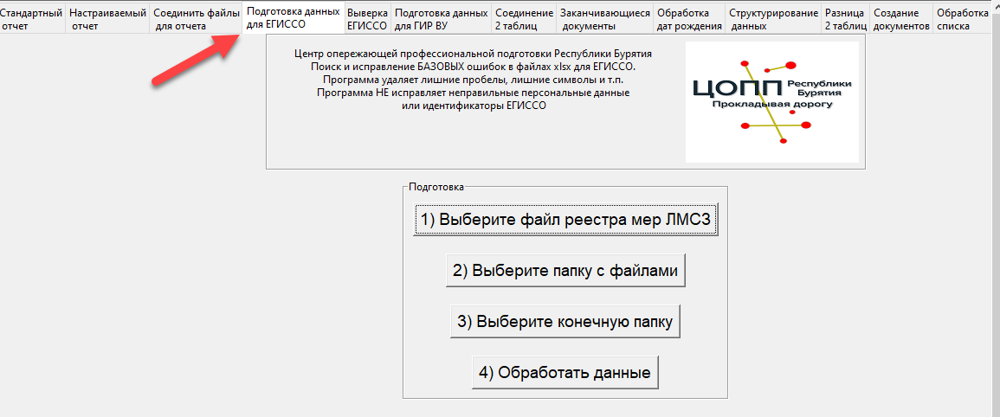 Стандартный отчет
Настраиваемый отчет
Соединить файлы для отчета
Подготовка данных для ЕГИССО
Выверка ЕГИССО
Подготовка данных для ГИР ВУ
Соединение 2 таблиц
Заканчивающиеся документы
Обработка дат рождения
Структурирование данных
Разница 2 таблиц
Создание документов
Обработка списка
Центр опережающей профессиональной подготовки Республики Бурятия
Поиск и исправление БАЗОВЫХ ошибок в файлах xlsx для ЕГИССО.
Программа удаляет лишние пробелы, лишние символы и т.п.
Программа НЕ исправляет неправильные персональные данные
или идентификаторы ЕГИССО
ЦОПП Республики
Бурятия
Прокладывая дорогу
Подготовка
1) Выберите файл реестра мер ЛМСЗ
2) Выберите папку с файлами
3) Выберите конечную папку
4) Обработать данные